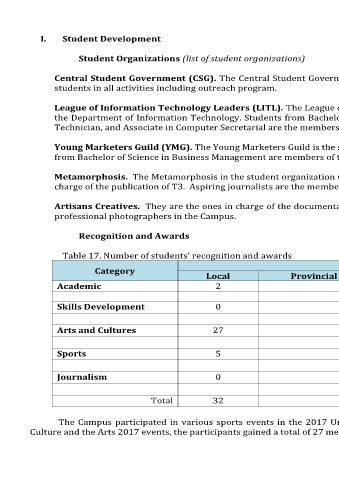 I. Student Development
Student Organizations (list of student organizations)
Central Student Government (CSG). The Central Student Govern
students in all activities including outreach program.
League of Information Technology Leaders (LITL). The League
the Department of Information Technology. Students from Bachel
Technician, and Associate in Computer Secretarial are the members
Young Marketers Guild (YMG). The Young Marketers Guild is the
from Bachelor of Science in Business Management are members of
Metamorphosis. The Metamorphosis in the student organization
charge of the publication of T3. Aspiring journalists are the membe
Artisans Creatives. They are the ones in charge of the documenta
professional photographers in the Campus.
Recognition and Awards
Table 17. Number of students' recognition and awards
Category
Local Provincial
Academic 2
Skills Development 0
Arts and Cultures 27
Sports 5
Journalism 0
Total 32
The Campus participated in various sports events in the 2017 Un
Culture and the Arts 2017 events, the participants gained a total of 27 me